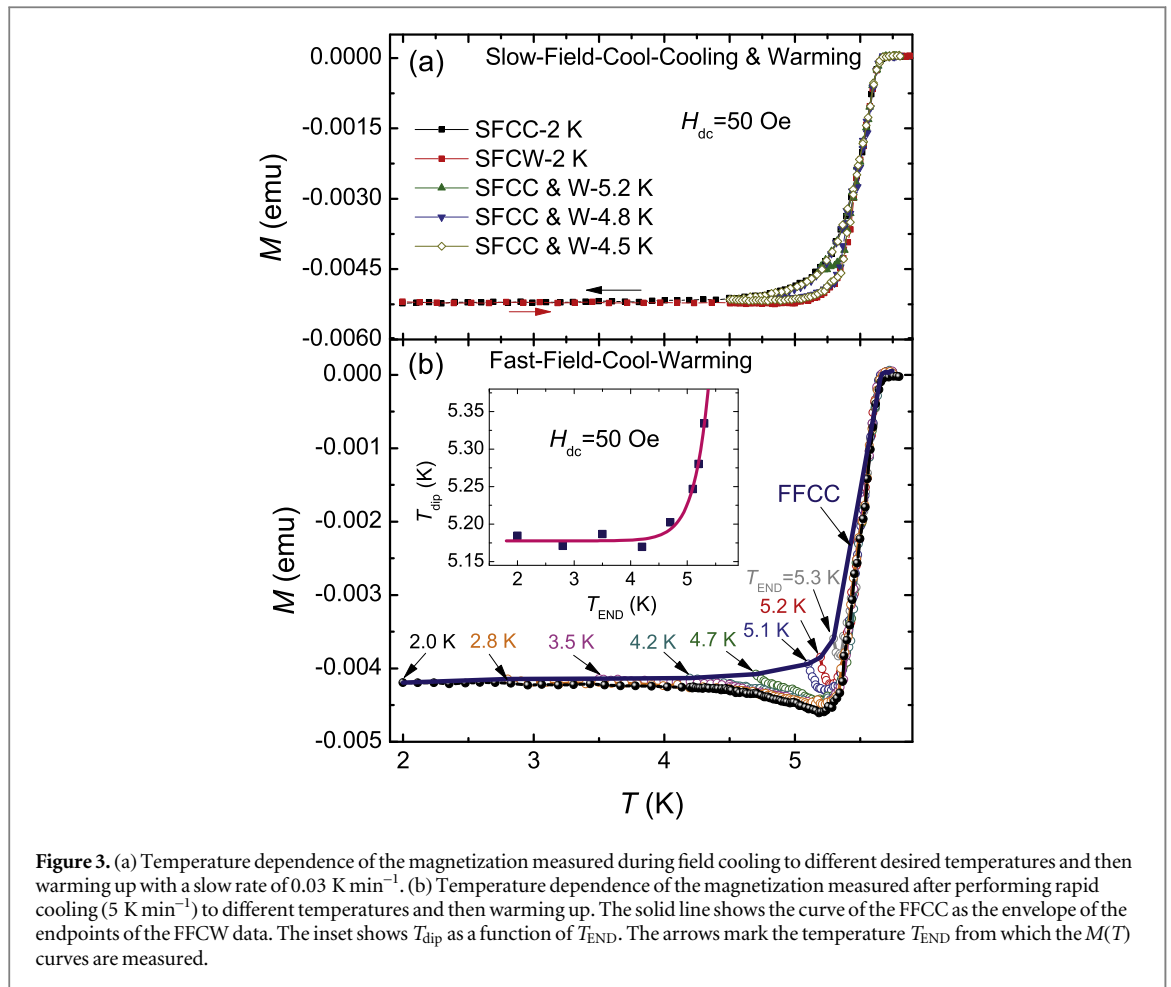 0.0000
-0.0015
-0.0030
-0.0045
-0.0060
M (emu)
(a) Slow-Field-Cool-Cooling & Warming
Hdc=50 Oe
SFCC-2 K
SFCW-2 K
SFCC & W-5.2 K
SFCC & W-4.8 K
SFCC & W-4.5 K
(b) Fast-Field-Cool-Warming
0.000
-0.001
-0.002
-0.003
-0.004
-0.005
M (emu)
5.35
5.30
5.25
5.20
5.15
Tdip (K)
Hdc=50 Oe
2 3 4 5
TEND (K)
FFCC
TEND=5.3 K
5.2 K
5.1 K
4.7 K
4.2 K
3.5 K
2.8 K
2.0 K
2 3 4 5
T (K)
Figure 3. (a) Temperature dependence of the magnetization measured during field cooling to different desired temperatures and then
warming up with a slow rate of 0.03 K min−1. (b) Temperature dependence of the magnetization measured after performing rapid
cooling (5 K min−1) to different temperatures and then warming up. The solid line shows the curve of the FFCC as the envelope of the
endpoints of the FFCW data. The inset shows Tdip as a function of TEND. The arrows mark the temperature TEND from which the M(T)
curves are measured.